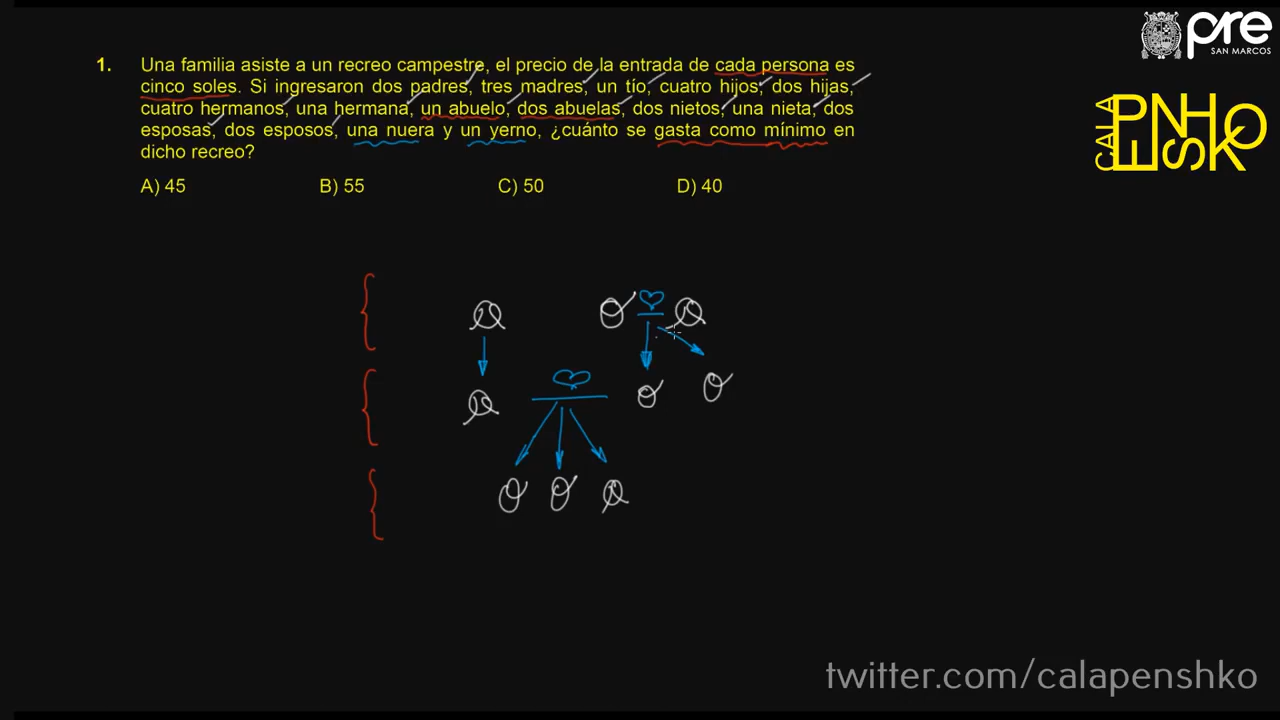 pre
SAN MARCOS
1. Una familia asiste a un recreo campestre, el precio de la entrada de cada persona es
cinco soles. Si ingresaron dos padres, tres madres, un tío, cuatro hijos, dos hijas,
cuatro hermanos, una hermana, un abuelo, dos abuelas, dos nietos, una nieta, dos
esposas, dos esposos, una nuera y un yerno, ¿cuánto se gasta como mínimo en
dicho recreo?
A) 45 B) 55 C) 50 D) 40
CALA
PENSHKO
twitter.com/calapenshko